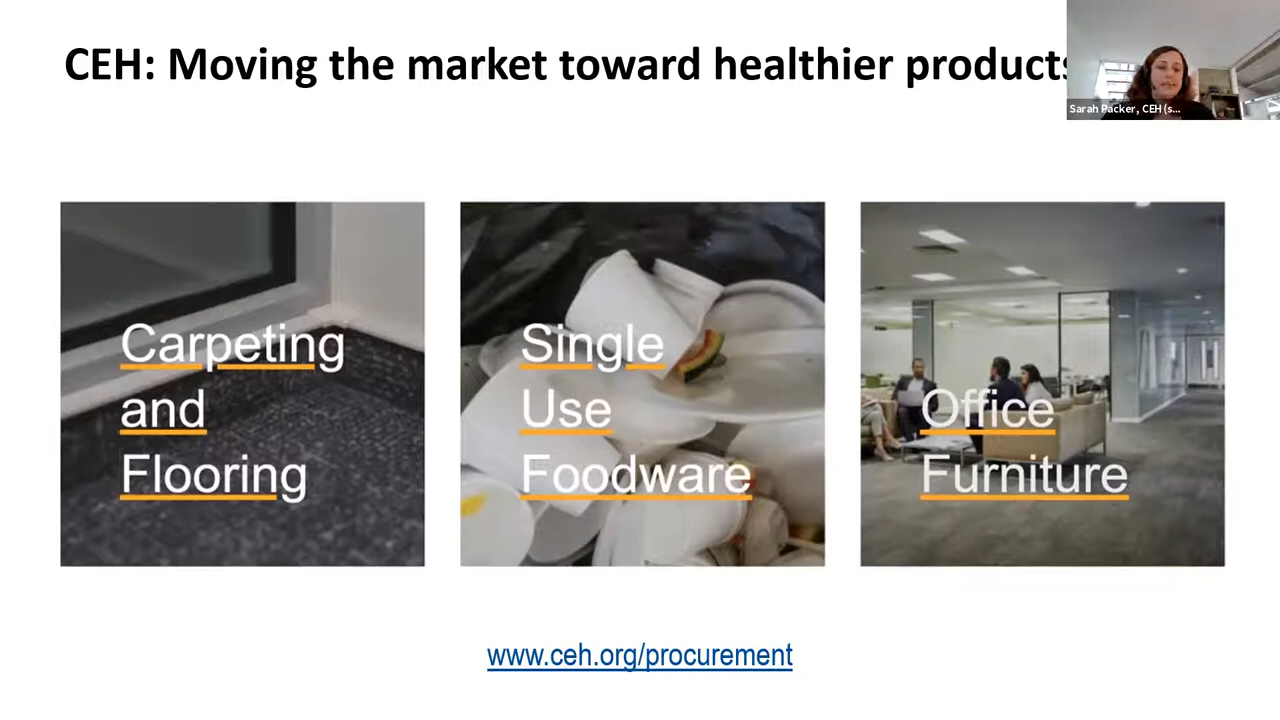 CEH: Moving the market toward healthier products
Sarah Packer, CEH (s...
Carpeting
and
Flooring
Single
Use
Foodware
Office
Furniture
www.ceh.org/procurement